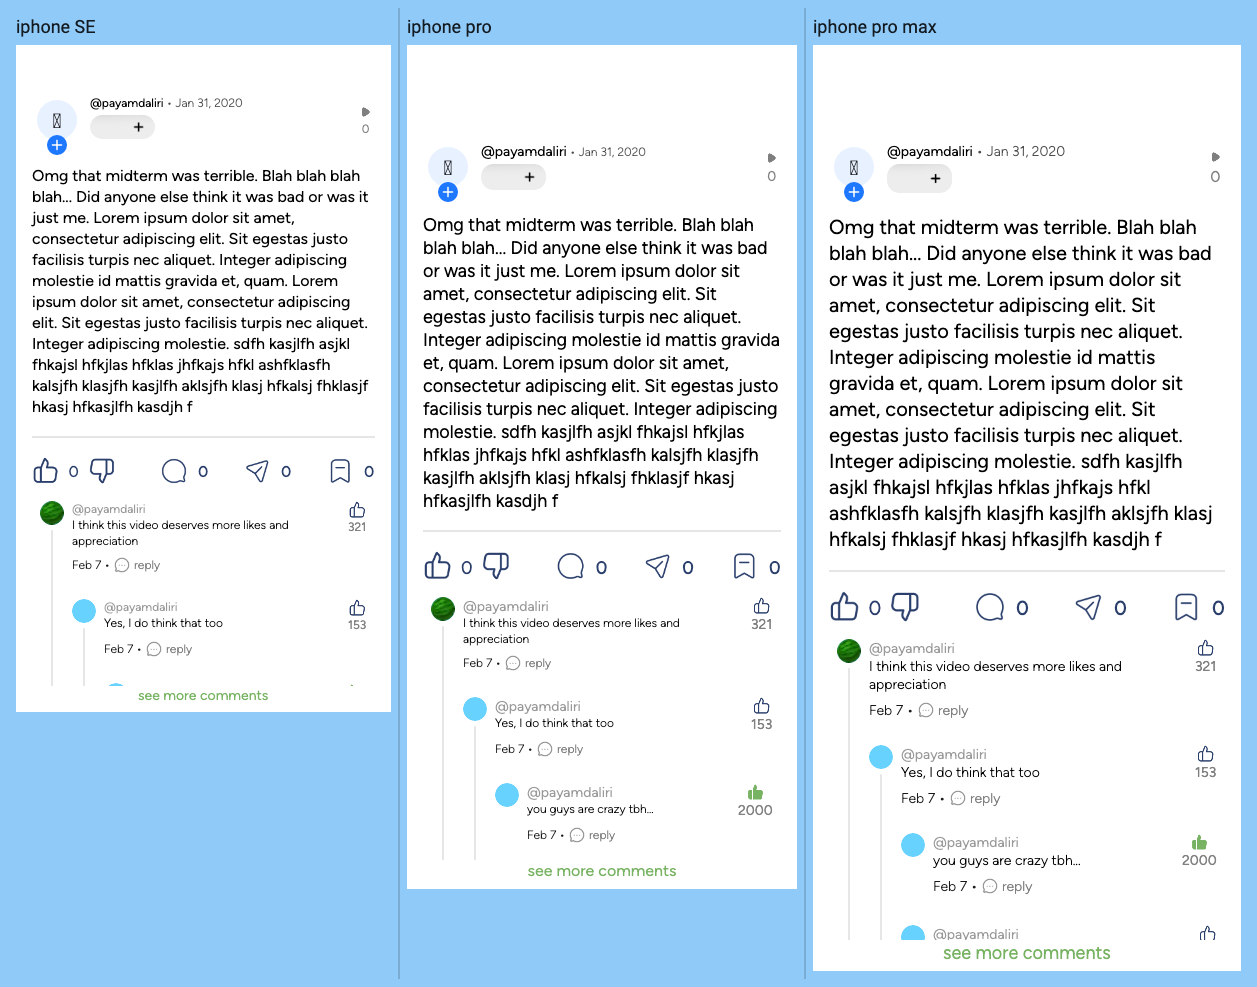 iphone SE
@payamdaliri • Jan 31, 2020
+
0
+
Omg that midterm was terrible. Blah blah blah
blah... Did anyone else think it was bad or was it
just me. Lorem ipsum dolor sit amet,
consectetur adipiscing elit. Sit egestas justo
facilisis turpis nec aliquet. Integer adipiscing
molestie id mattis gravida et, quam. Lorem
ipsum dolor sit amet, consectetur adipiscing
elit. Sit egestas justo facilisis turpis nec aliquet.
Integer adipiscing molestie. sdfh kasjlfh asjkl
fhkajsl hfkjlas hfklas jhfkajs hfkl ashfklasfh
kalsjfh klasjfh kasjlfh aklsjfh klasj hfkalsj fhklasjf
hkasj hfkasjlfh kasdjh f
0 0 0 0
@payamdaliri
I think this video deserves more likes and
321
appreciation
Feb 7 • reply
@payamdaliri
Yes, I do think that too
153
Feb 7 • reply
see more comments
iphone pro
@payamdaliri • Jan 31, 2020
+
0
+
Omg that midterm was terrible. Blah blah
blah blah... Did anyone else think it was bad
or was it just me. Lorem ipsum dolor sit
amet, consectetur adipiscing elit. Sit
egestas justo facilisis turpis nec aliquet.
Integer adipiscing molestie id mattis gravida
et, quam. Lorem ipsum dolor sit amet,
consectetur adipiscing elit. Sit egestas justo
facilisis turpis nec aliquet. Integer adipiscing
molestie. sdfh kasjlfh asjkl fhkajsl hfkjlas
hfklas jhfkajs hfkl ashfklasfh kalsjfh klasjfh
kasjlfh aklsjfh klasj hfkalsj fhklasjf hkasj
hfkasjlfh kasdjh f
0 0 0 0
@payamdaliri
I think this video deserves more likes and
321
appreciation
Feb 7 • reply
@payamdaliri
Yes, I do think that too
153
Feb 7 • reply
@payamdaliri
you guys are crazy tbh...
2000
Feb 7 • reply
see more comments
iphone pro max
@payamdaliri • Jan 31, 2020
+
0
+
Omg that midterm was terrible. Blah blah
blah blah... Did anyone else think it was bad
or was it just me. Lorem ipsum dolor sit
amet, consectetur adipiscing elit. Sit
egestas justo facilisis turpis nec aliquet.
Integer adipiscing molestie id mattis
gravida et, quam. Lorem ipsum dolor sit
amet, consectetur adipiscing elit. Sit
egestas justo facilisis turpis nec aliquet.
Integer adipiscing molestie. sdfh kasjlfh
asjkl fhkajsl hfkjlas hfklas jhfkajs hfkl
ashfklasfh kalsjfh klasjfh kasjlfh aklsjfh klasj
hfkalsj fhklasjf hkasj hfkasjlfh kasdjh f
0 0 0 0
@payamdaliri
I think this video deserves more likes and
321
appreciation
Feb 7 • reply
@payamdaliri
Yes, I do think that too
153
Feb 7 • reply
@payamdaliri
you guys are crazy tbh...
2000
Feb 7 • reply
@payamdaliri
see more comments